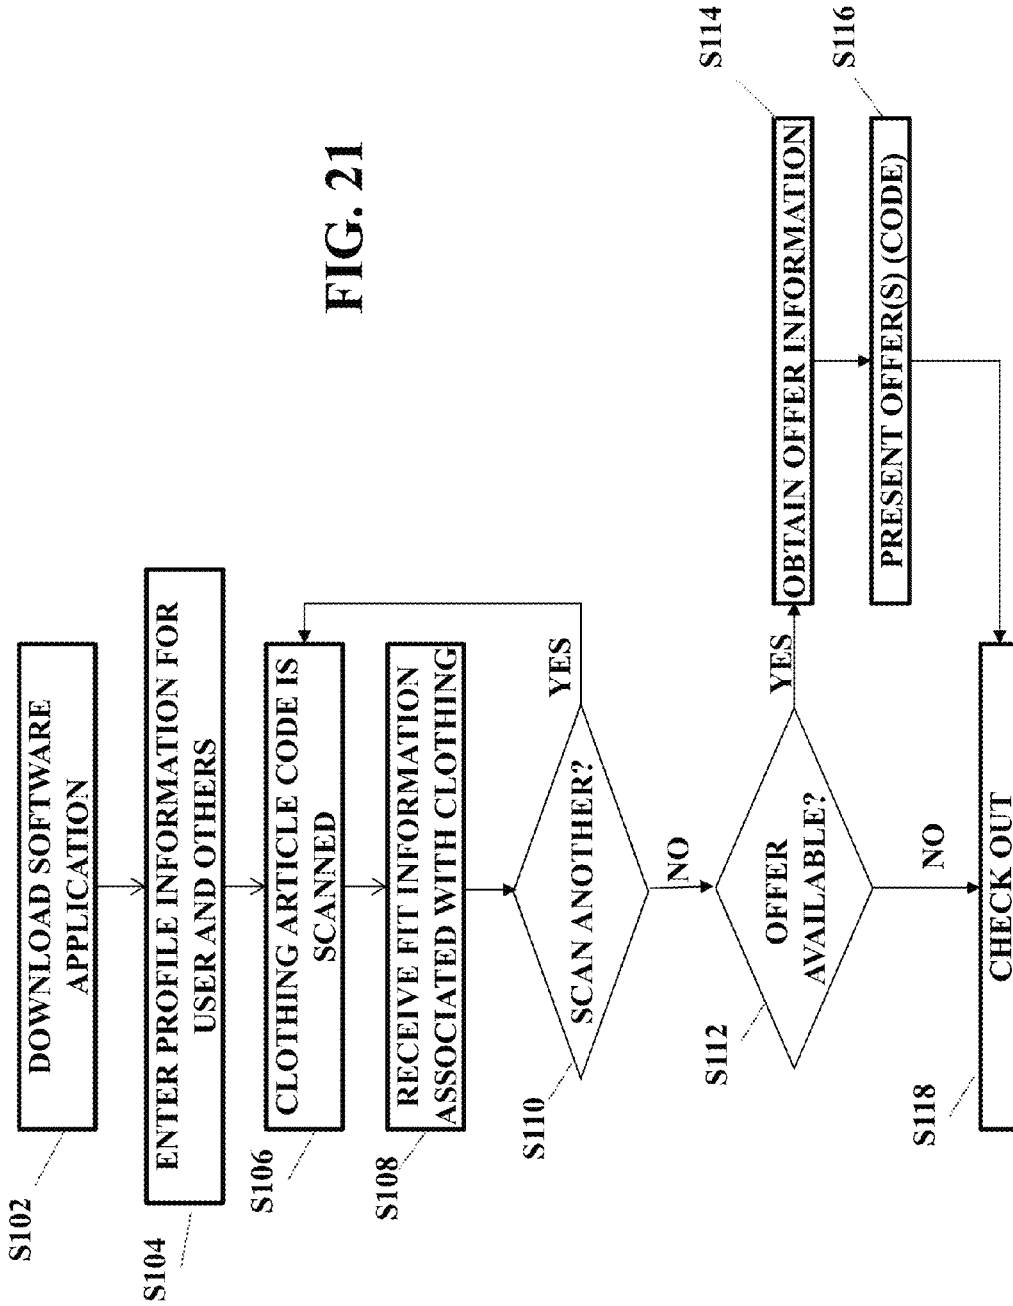 FIG. 21
S102
DOWNLOAD SOFTWARE
APPLICATION
S104
ENTER PROFILE INFORMATION FOR
USER AND OTHERS
S106
CLOTHING ARTICLE CODE IS
SCANNED
S108
RECEIVE FIT INFORMATION
ASSOCIATED WITH CLOTHING
S110
SCAN ANOTHER?
YES
NO
S112
OFFER
AVAILABLE?
YES
NO
S114
OBTAIN OFFER INFORMATION
S116
PRESENT OFFER(S) (CODE)
S118
CHECK OUT